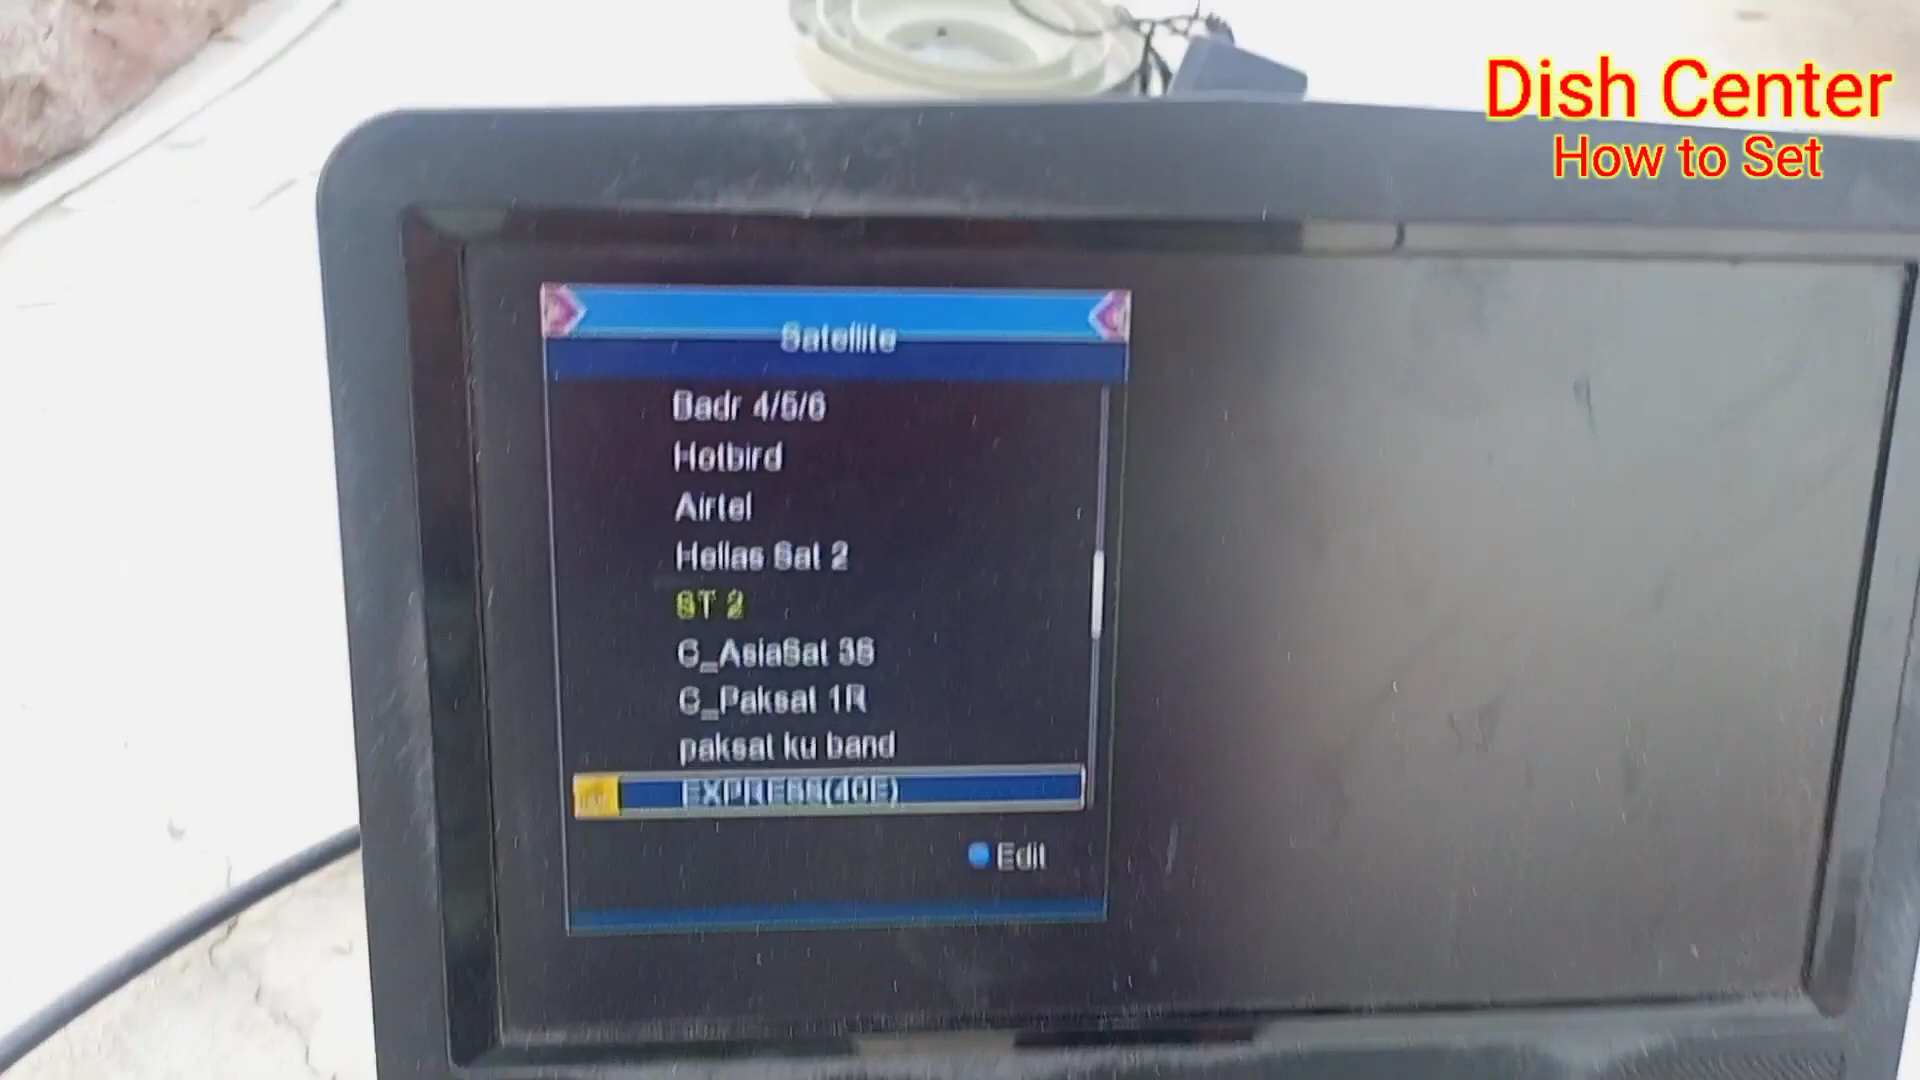 Dish Center
How to Set
Satellite
Badr 4/5/6
Hotbird
Airtel
Hellas Sat 2
ST 2
C_AsiaSat 3S
C_Paksat 1R
paksat ku band
EXPRESS(40E)
Edit